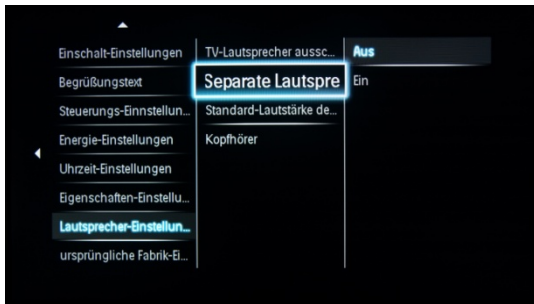 Einschalt-Einstellungen
Begrüßungstext
Steuerungs-Einnstellun...
Energie-Einstellungen
Uhrzeit-Einstellungen
Eigenschaften-Einstellu...
Lautsprecher-Einstellun...
ursprüngliche Fabrik-Ei...
TV-Lautsprecher aussc...
Separate Lautspre
Standard-Lautstärke de...
Kopfhörer
Aus
Ein